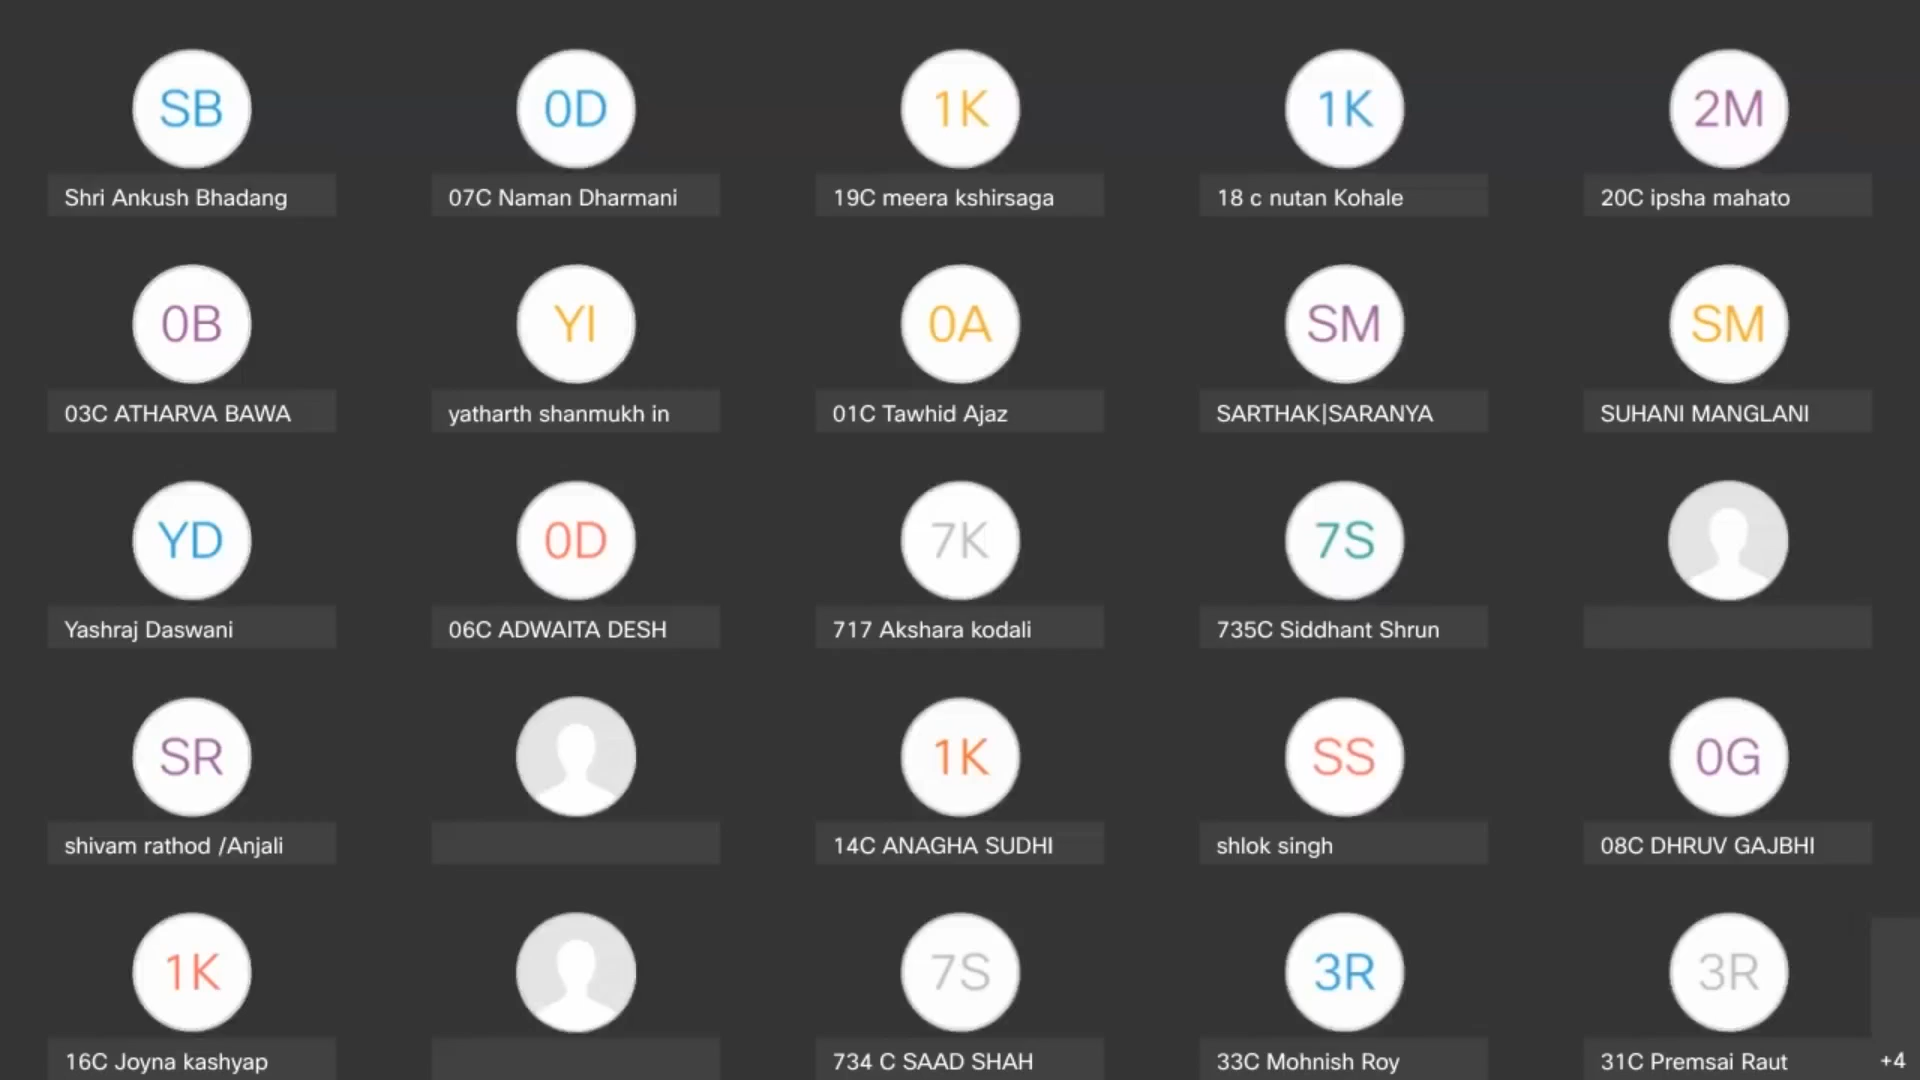 SB
0D
1K
1K
2M
Shri Ankush Bhadang
07C Naman Dharmani
19C meera kshirsaga
18 c nutan Kohale
20C ipsha mahato
0B
YI
0A
SM
SM
03C ATHARVA BAWA
yatharth shanmukh in
01C Tawhid Ajaz
SARTHAK|SARANYA
SUHANI MANGLANI
YD
0D
7K
7S
Yashraj Daswani
06C ADWAITA DESH
717 Akshara kodali
735C Siddhant Shrun
SR
1K
SS
0G
shivam rathod /Anjali
14C ANAGHA SUDHI
shlok singh
08C DHRUV GAJBHI
1K
7S
3R
3R
16C Joyna kashyap
734 C SAAD SHAH
33C Mohnish Roy
31C Premsai Raut
+4